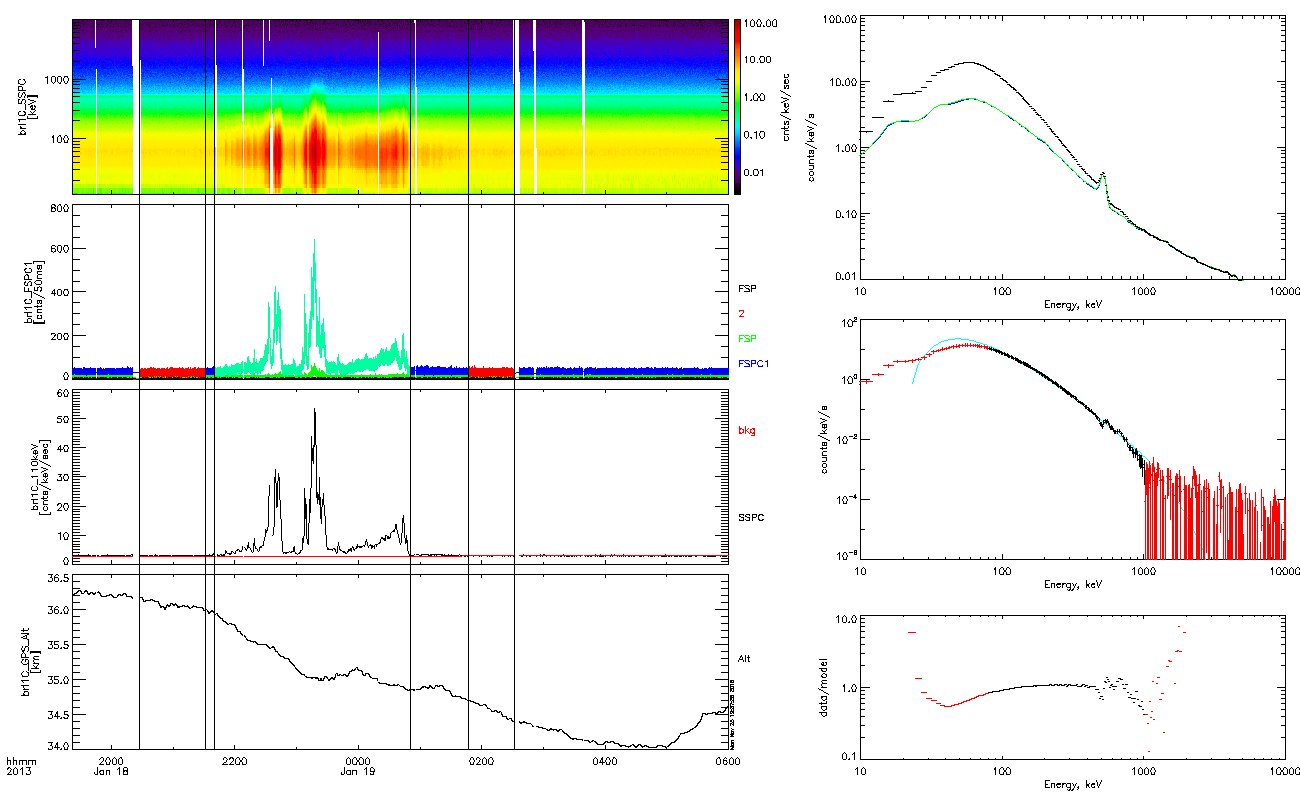 brl1C_SSPC
[keV]
1000
100
100.00
10.00
1.00
0.10
0.01
cnts/keV/sec
brl1C_FSPC1
[cnts/50ms]
800
600
400
200
0
FSP
2
FSP
FSPC1
brl1C_110keV
[cnts/keV/sec]
60
50
40
30
20
10
0
bkg
SSPC
brl1C_GPS_Alt
[km]
36.5
36.0
35.5
35.0
34.5
34.0
Alt
hhmm
2013
2000
Jan 18
2200
0000
Jan 19
0200
0400
0600
counts/keV/s
100.00
10.00
1.00
0.10
0.01
10
100
1000
10000
Energy, keV
counts/keV/s
10²
10⁰
10⁻²
10⁻⁴
10⁻⁶
10
100
1000
10000
Energy, keV
data/model
10.0
1.0
0.1
10
100
1000
10000
Energy, keV